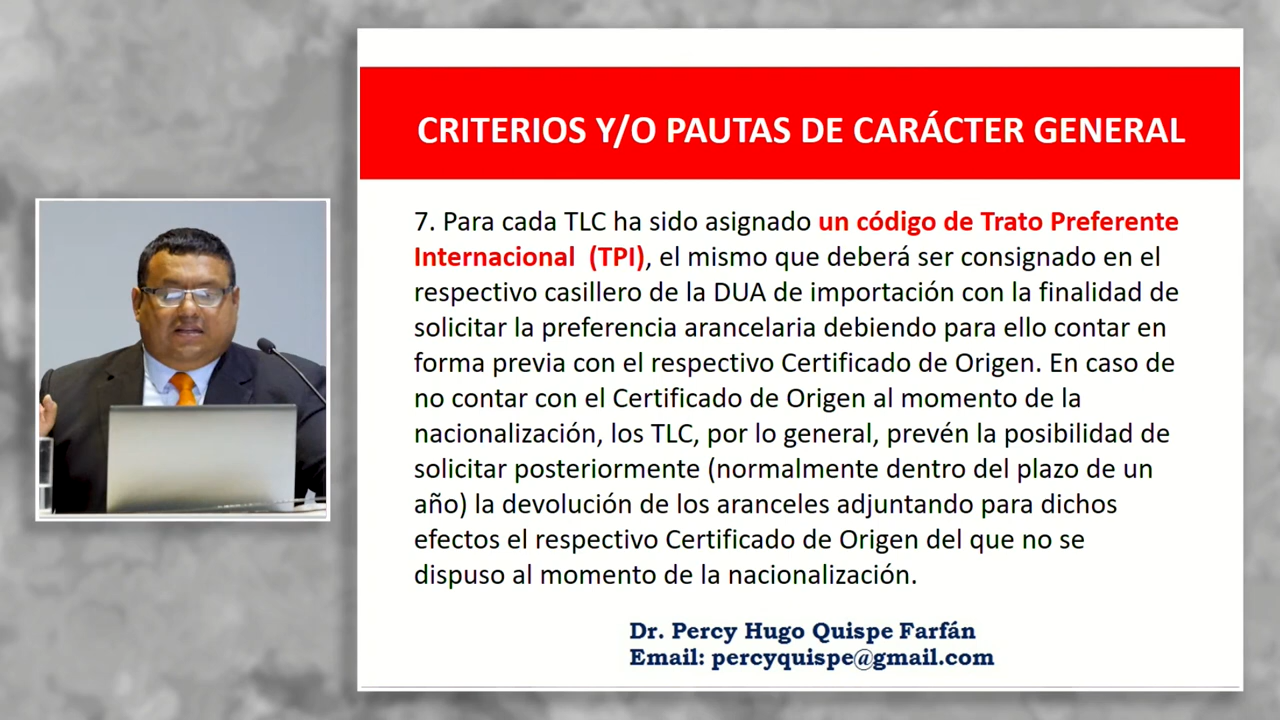 CRITERIOS Y/O PAUTAS DE CARÁCTER GENERAL
7. Para cada TLC ha sido asignado un código de Trato Preferente
Internacional (TPI), el mismo que deberá ser consignado en el
respectivo casillero de la DUA de importación con la finalidad de
solicitar la preferencia arancelaria debiendo para ello contar en
forma previa con el respectivo Certificado de Origen. En caso de
no contar con el Certificado de Origen al momento de la
nacionalización, los TLC, por lo general, prevén la posibilidad de
solicitar posteriormente (normalmente dentro del plazo de un
año) la devolución de los aranceles adjuntando para dichos
efectos el respectivo Certificado de Origen del que no se
dispuso al momento de la nacionalización.
Dr. Percy Hugo Quispe Farfán
Email: percyquispe@gmail.com